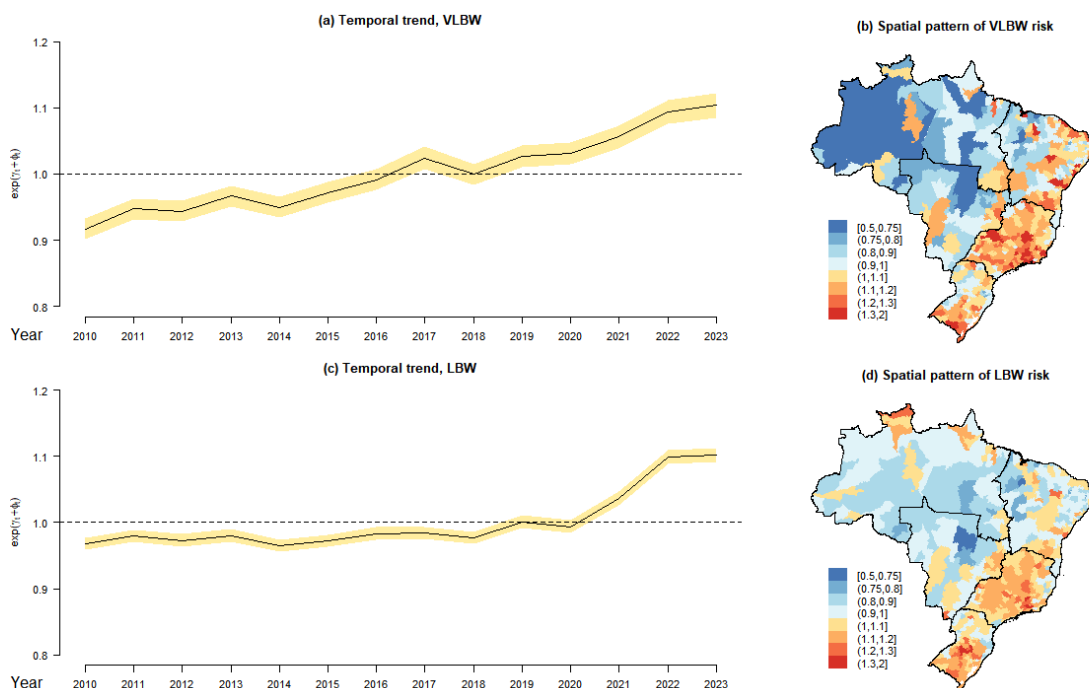 (a) Temporal trend, VLBW
1.2
1.1
1.0
0.9
0.8
exp(γt+ϕt)
Year
2010 2011 2012 2013 2014 2015 2016 2017 2018 2019 2020 2021 2022 2023
(b) Spatial pattern of VLBW risk
[0.5,0.75]
(0.75,0.8]
(0.8,0.9]
(0.9,1]
(1,1.1]
(1.1,1.2]
(1.2,1.3]
(1.3,2]
(c) Temporal trend, LBW
1.2
1.1
1.0
0.9
0.8
exp(γt+ϕt)
Year
2010 2011 2012 2013 2014 2015 2016 2017 2018 2019 2020 2021 2022 2023
(d) Spatial pattern of LBW risk
[0.5,0.75]
(0.75,0.8]
(0.8,0.9]
(0.9,1]
(1,1.1]
(1.1,1.2]
(1.2,1.3]
(1.3,2]